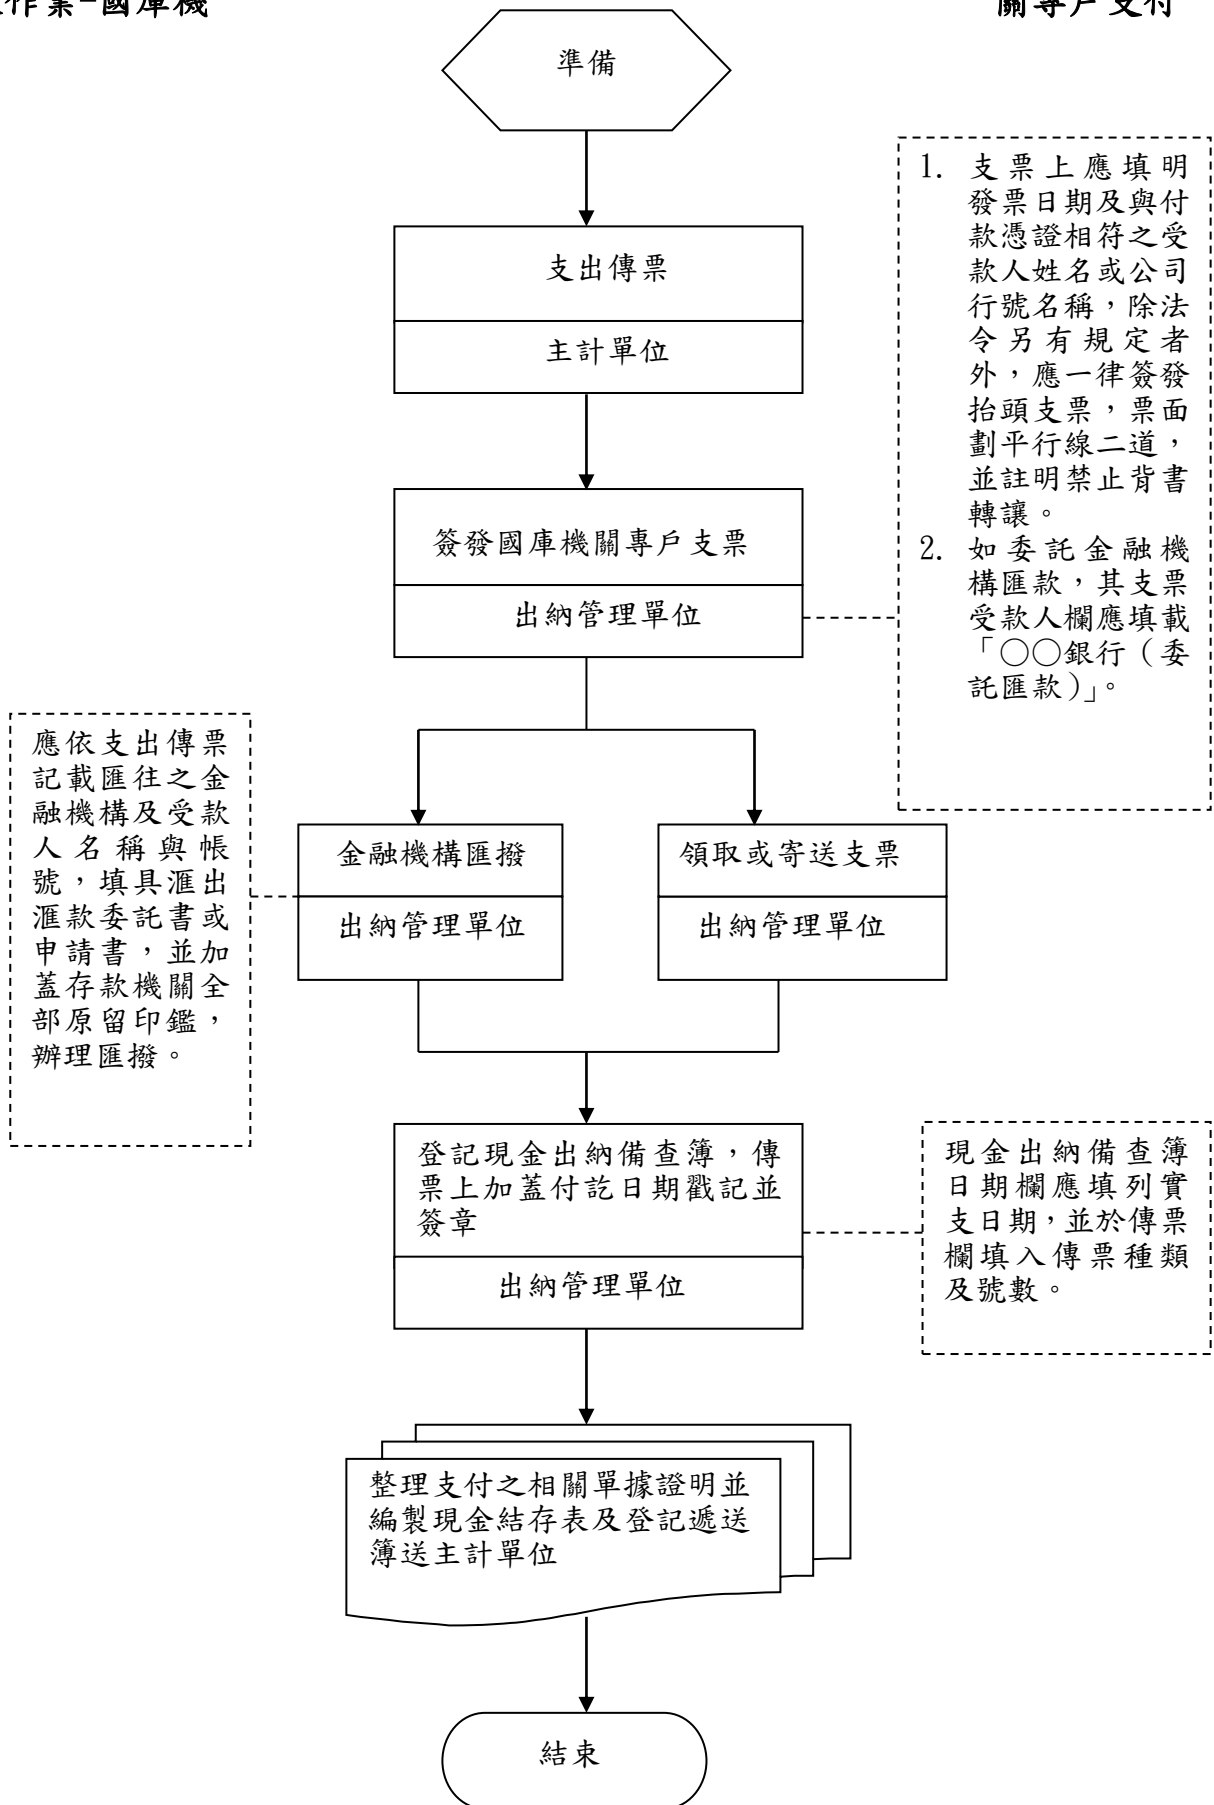 作業-國庫機
關專戶支付
準備
1. 支票上應填明
發票日期及與付
款憑證相符之受
款人姓名或公司
行號名稱，除法
令另有規定者
外，應一律簽發
抬頭支票，票面
劃平行線二道，
並註明禁止背書
轉讓。
2. 如委託金融機
構匯款，其支票
受款人欄應填載
「○○銀行（委
託匯款）」。
支出傳票
主計單位
簽發國庫機關專戶支票
出納管理單位
應依支出傳票
記載匯往之金
融機構及受款
人名稱與帳
號，填具滙出
滙款委託書或
申請書，並加
蓋存款機關全
部原留印鑑，
辦理匯撥。
金融機構匯撥
出納管理單位
領取或寄送支票
出納管理單位
登記現金出納備查簿，傳
票上加蓋付訖日期戳記並
簽章
出納管理單位
現金出納備查簿
日期欄應填列實
支日期，並於傳票
欄填入傳票種類
及號數。
整理支付之相關單據證明並
編製現金結存表及登記遞送
簿送主計單位
結束